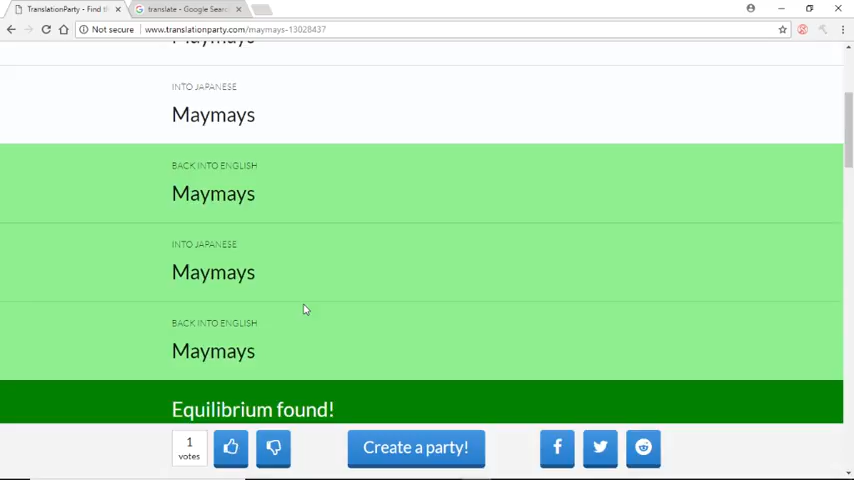 TranslationParty - Find th
translate - Google Searc
Not secure
www.translationparty.com/maymays-13028437
Maymays
INTO JAPANESE
Maymays
BACK INTO ENGLISH
Maymays
INTO JAPANESE
Maymays
BACK INTO ENGLISH
Maymays
Equilibrium found!
1
votes
Create a party!